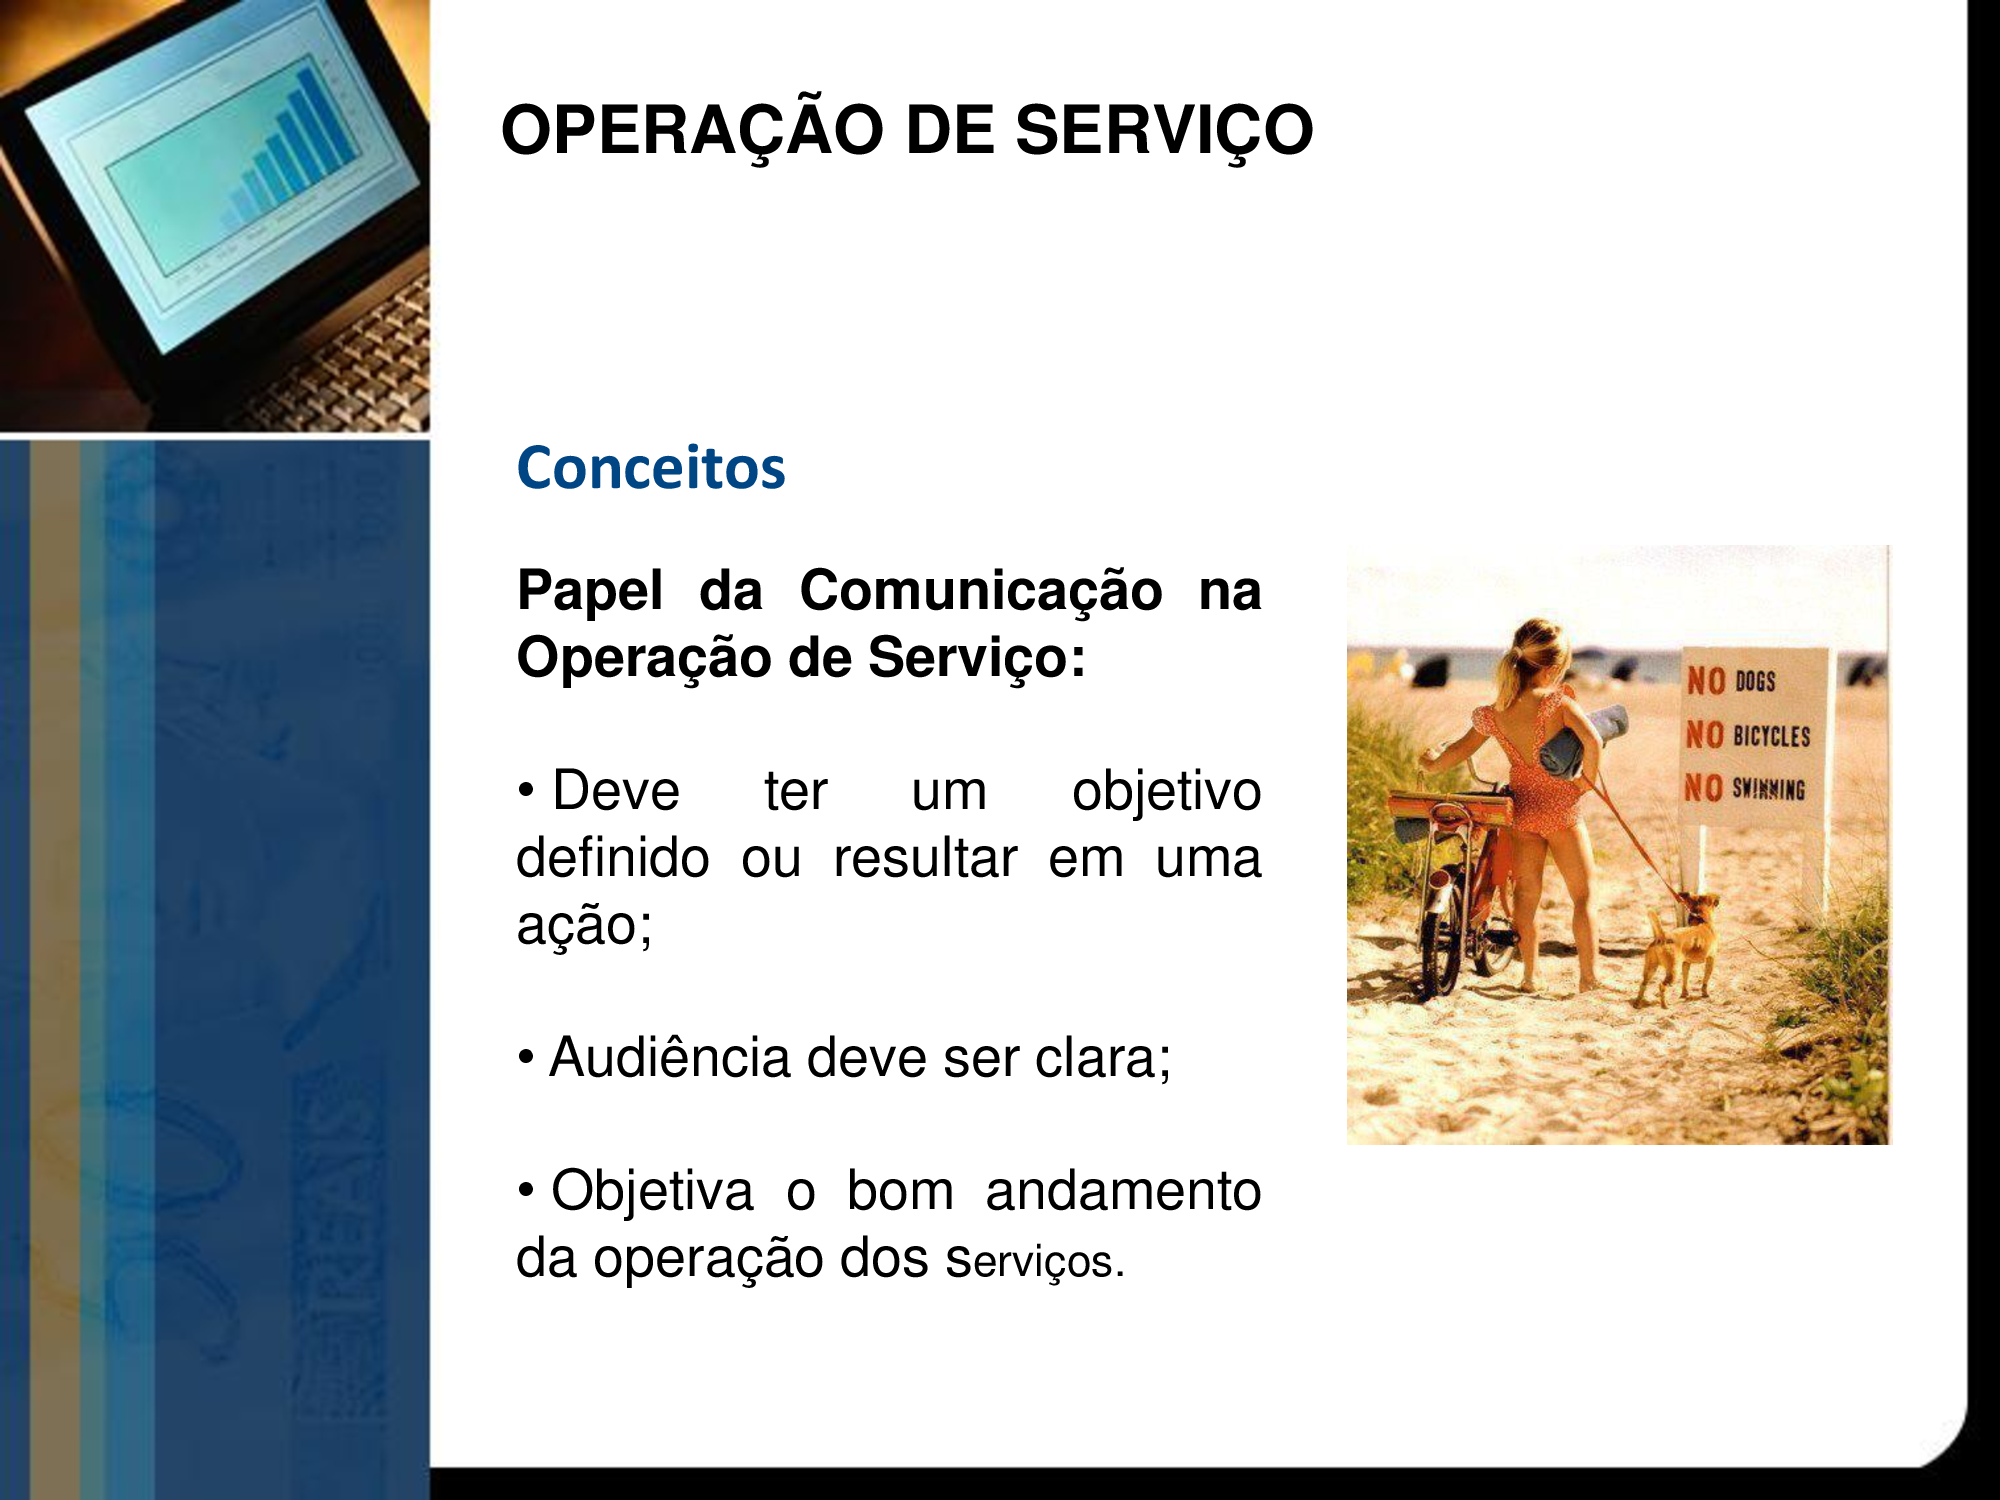 OPERAÇÃO DE SERVIÇO
Conceitos
Papel da Comunicação na
Operação de Serviço:
• Deve ter um objetivo
definido ou resultar em uma
ação;
• Audiência deve ser clara;
• Objetiva o bom andamento
da operação dos serviços.
NO DOGS
NO BICYCLES
NO SWIMMING
REAIS